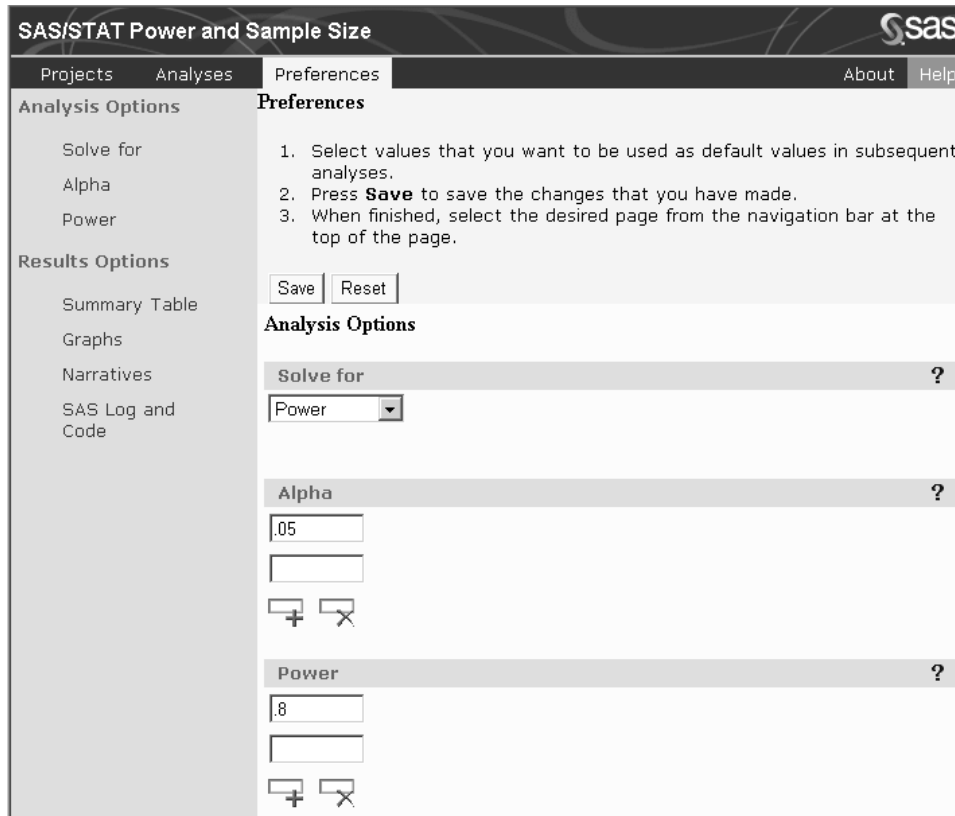 SAS/STAT Power and Sample Size
sas
Projects Analyses Preferences About Help
Analysis Options
Solve for
Alpha
Power
Results Options
Summary Table
Graphs
Narratives
SAS Log and
Code
Preferences
1. Select values that you want to be used as default values in subsequent
analyses.
2. Press Save to save the changes that you have made.
3. When finished, select the desired page from the navigation bar at the
top of the page.
Save Reset
Analysis Options
Solve for ?
Power
Alpha ?
.05
Power ?
.8